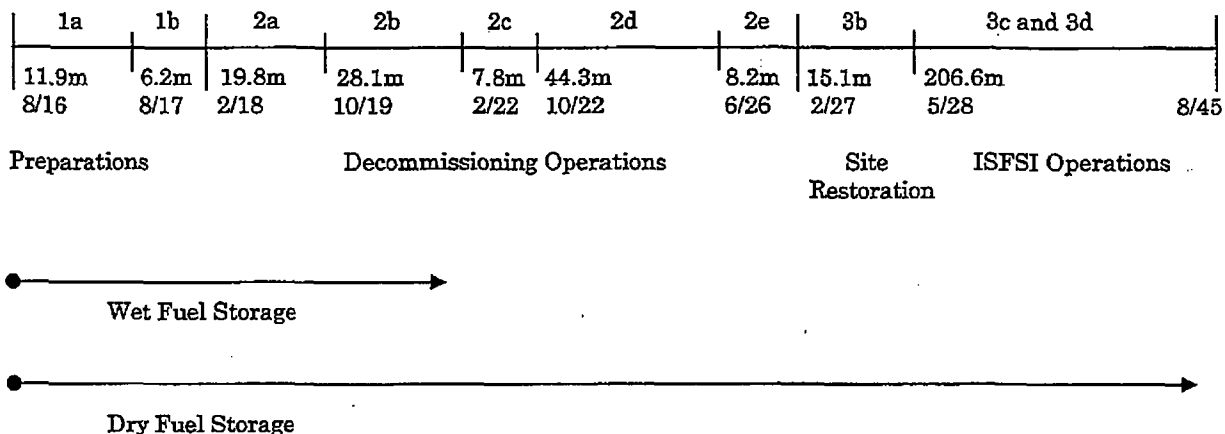 1a 1b 2a 2b 2c 2d 2e 3b 3c and 3d
11.9m 6.2m 19.8m 28.1m 7.8m 44.3m 8.2m 15.1m 206.6m
8/16 8/17 2/18 10/19 2/22 10/22 6/26 2/27 5/28 8/45
Preparations Decommissioning Operations Site ISFSI Operations
Restoration
Wet Fuel Storage
Dry Fuel Storage